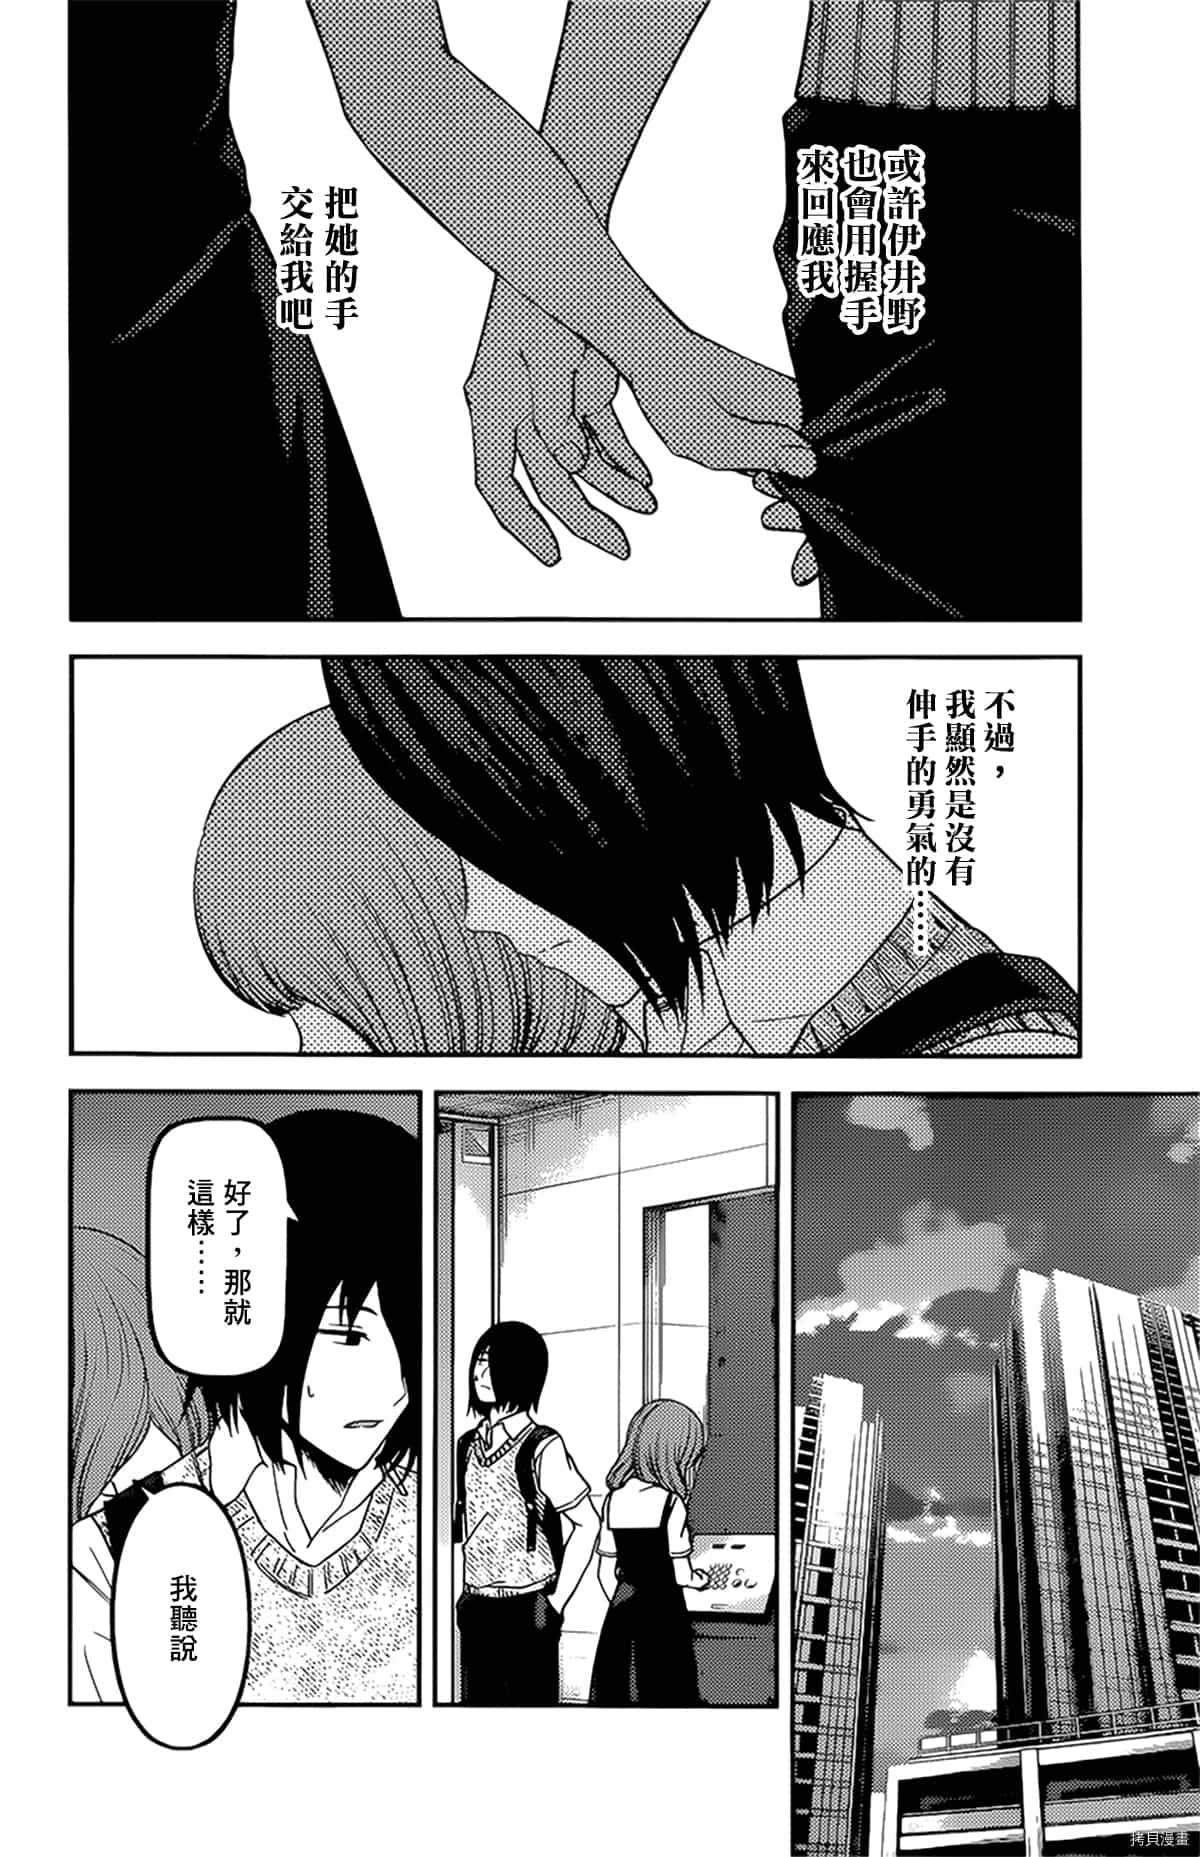 或許伊井野
也會用握手
來回應我
把她的手
交給我吧
不過，
我顯然是沒有
伸手的勇氣的……
好了，那就
這樣……
我聽說
拷貝漫畫